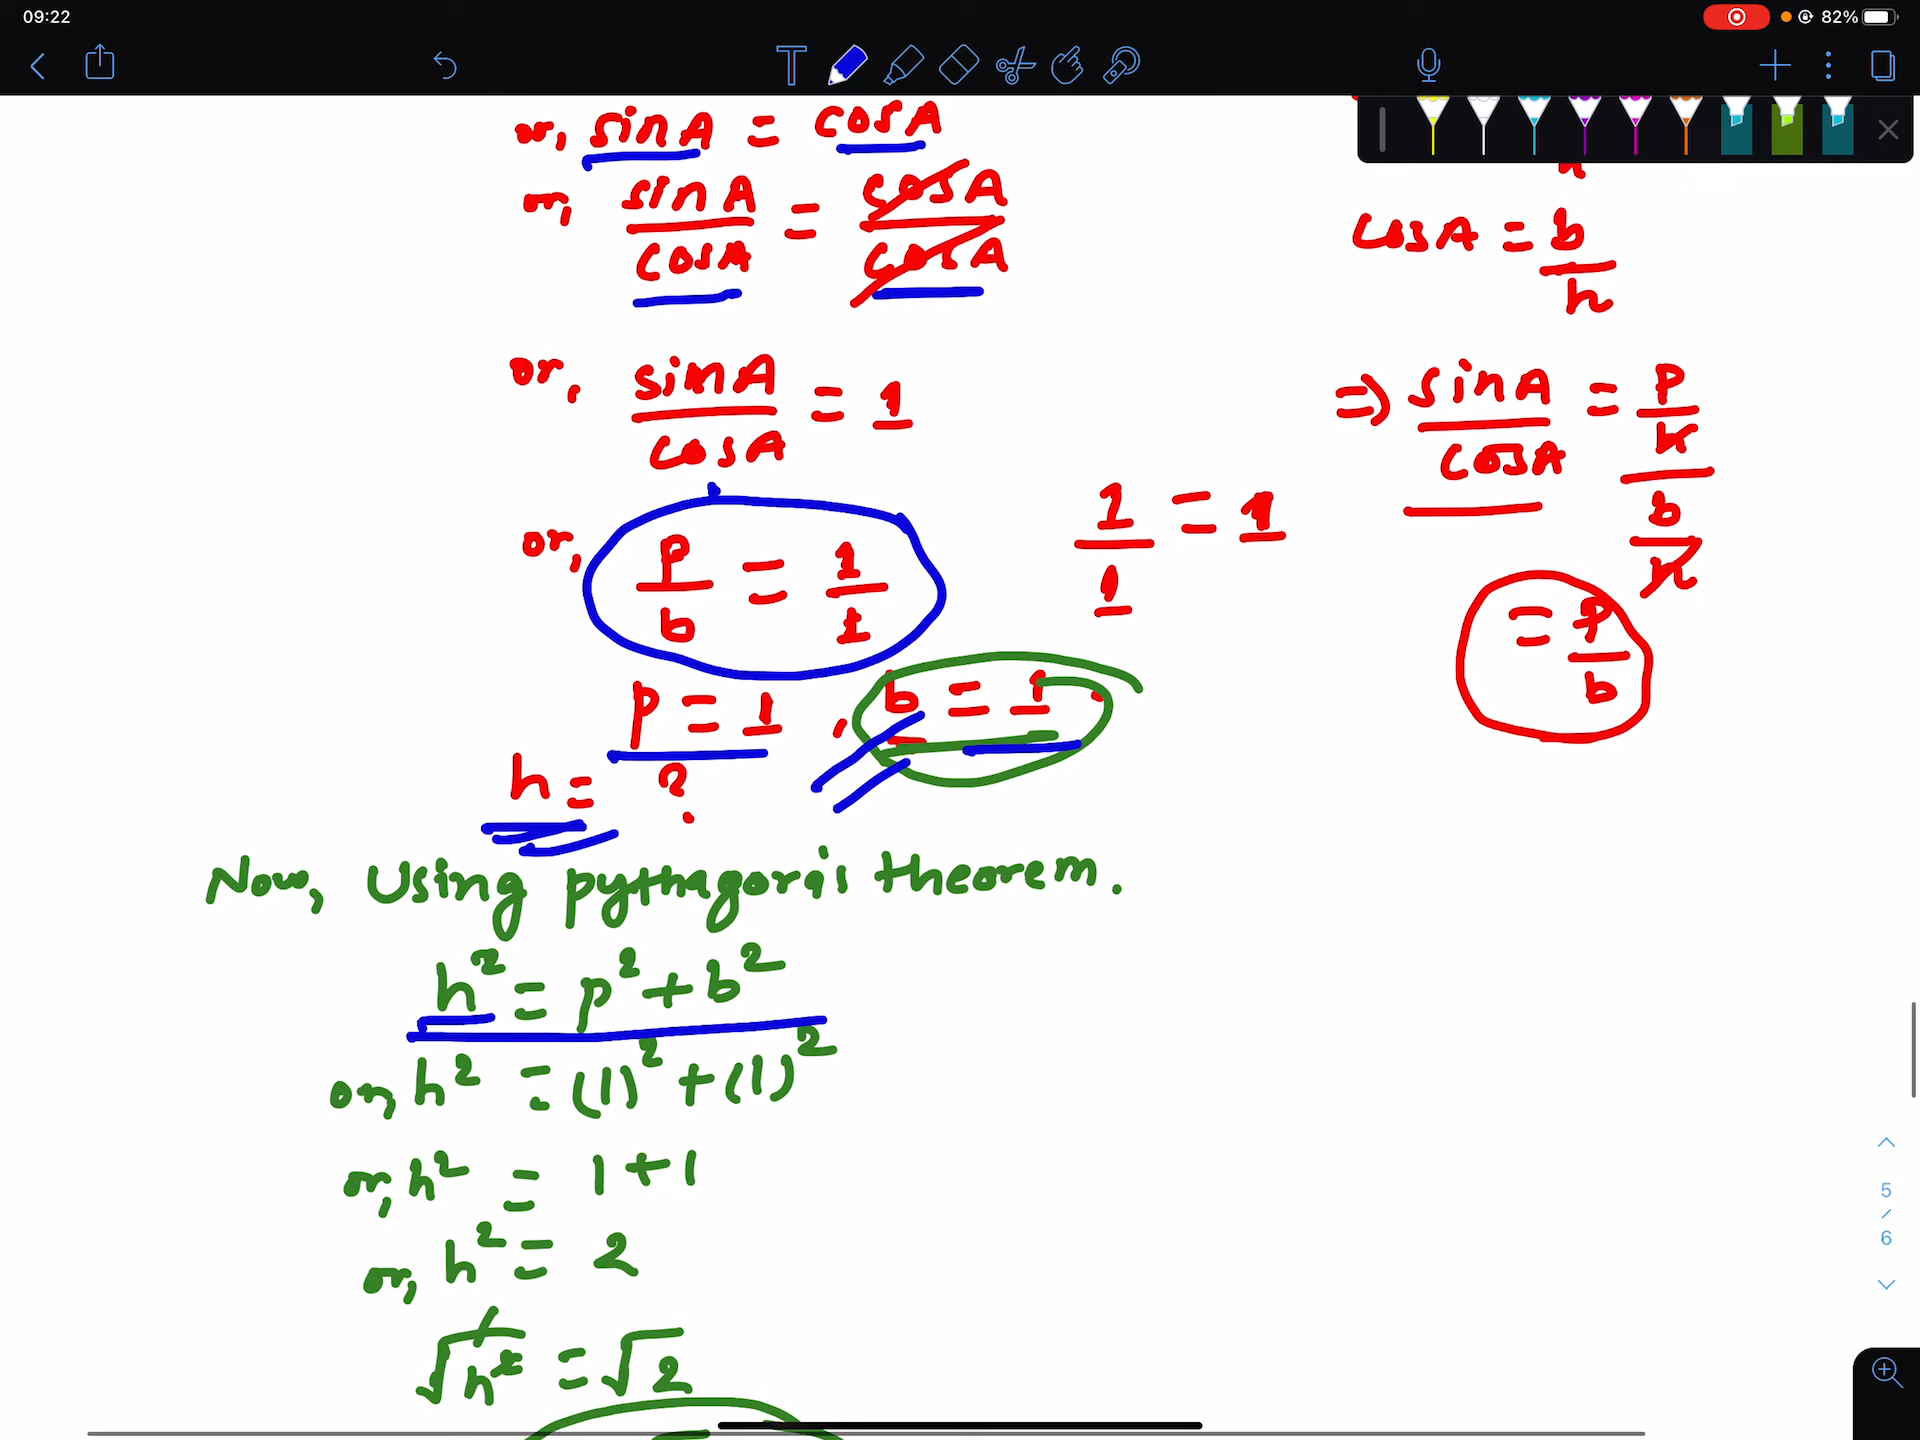 09:22
82%
or, sinA = cosA
or, sinA/cosA = cosA/cosA
or, sinA/cosA = 1
or, p/b = 1/1
p = 1, b = 1.
h = ?
Now, Using pythagora's theorem.
h² = p² + b²
or, h² = (1)² + (1)²
or, h² = 1 + 1
or, h² = 2
√h² = √2
1/1 = 1
cosA = b/h
=> sinA/cosA = p/h / b/h
= p/b
5
/
6